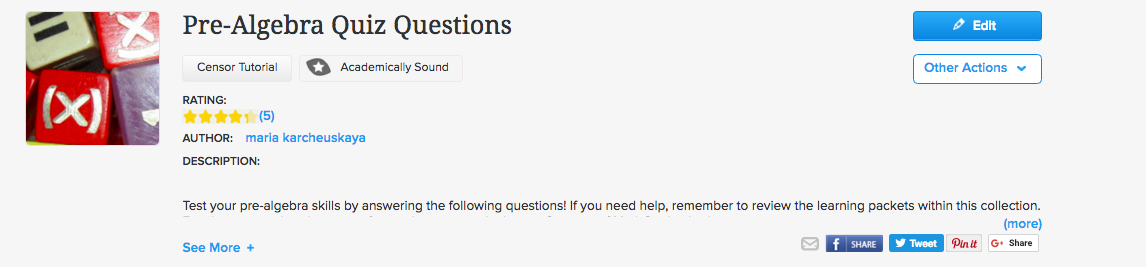 Pre-Algebra Quiz Questions
Edit
Censor Tutorial
Academically Sound
Other Actions
RATING:
(5)
AUTHOR: maria karcheuskaya
DESCRIPTION:
Test your pre-algebra skills by answering the following questions! If you need help, remember to review the learning packets within this collection.
(more)
See More +
f SHARE
Tweet
Pin it
G+ Share
(x)